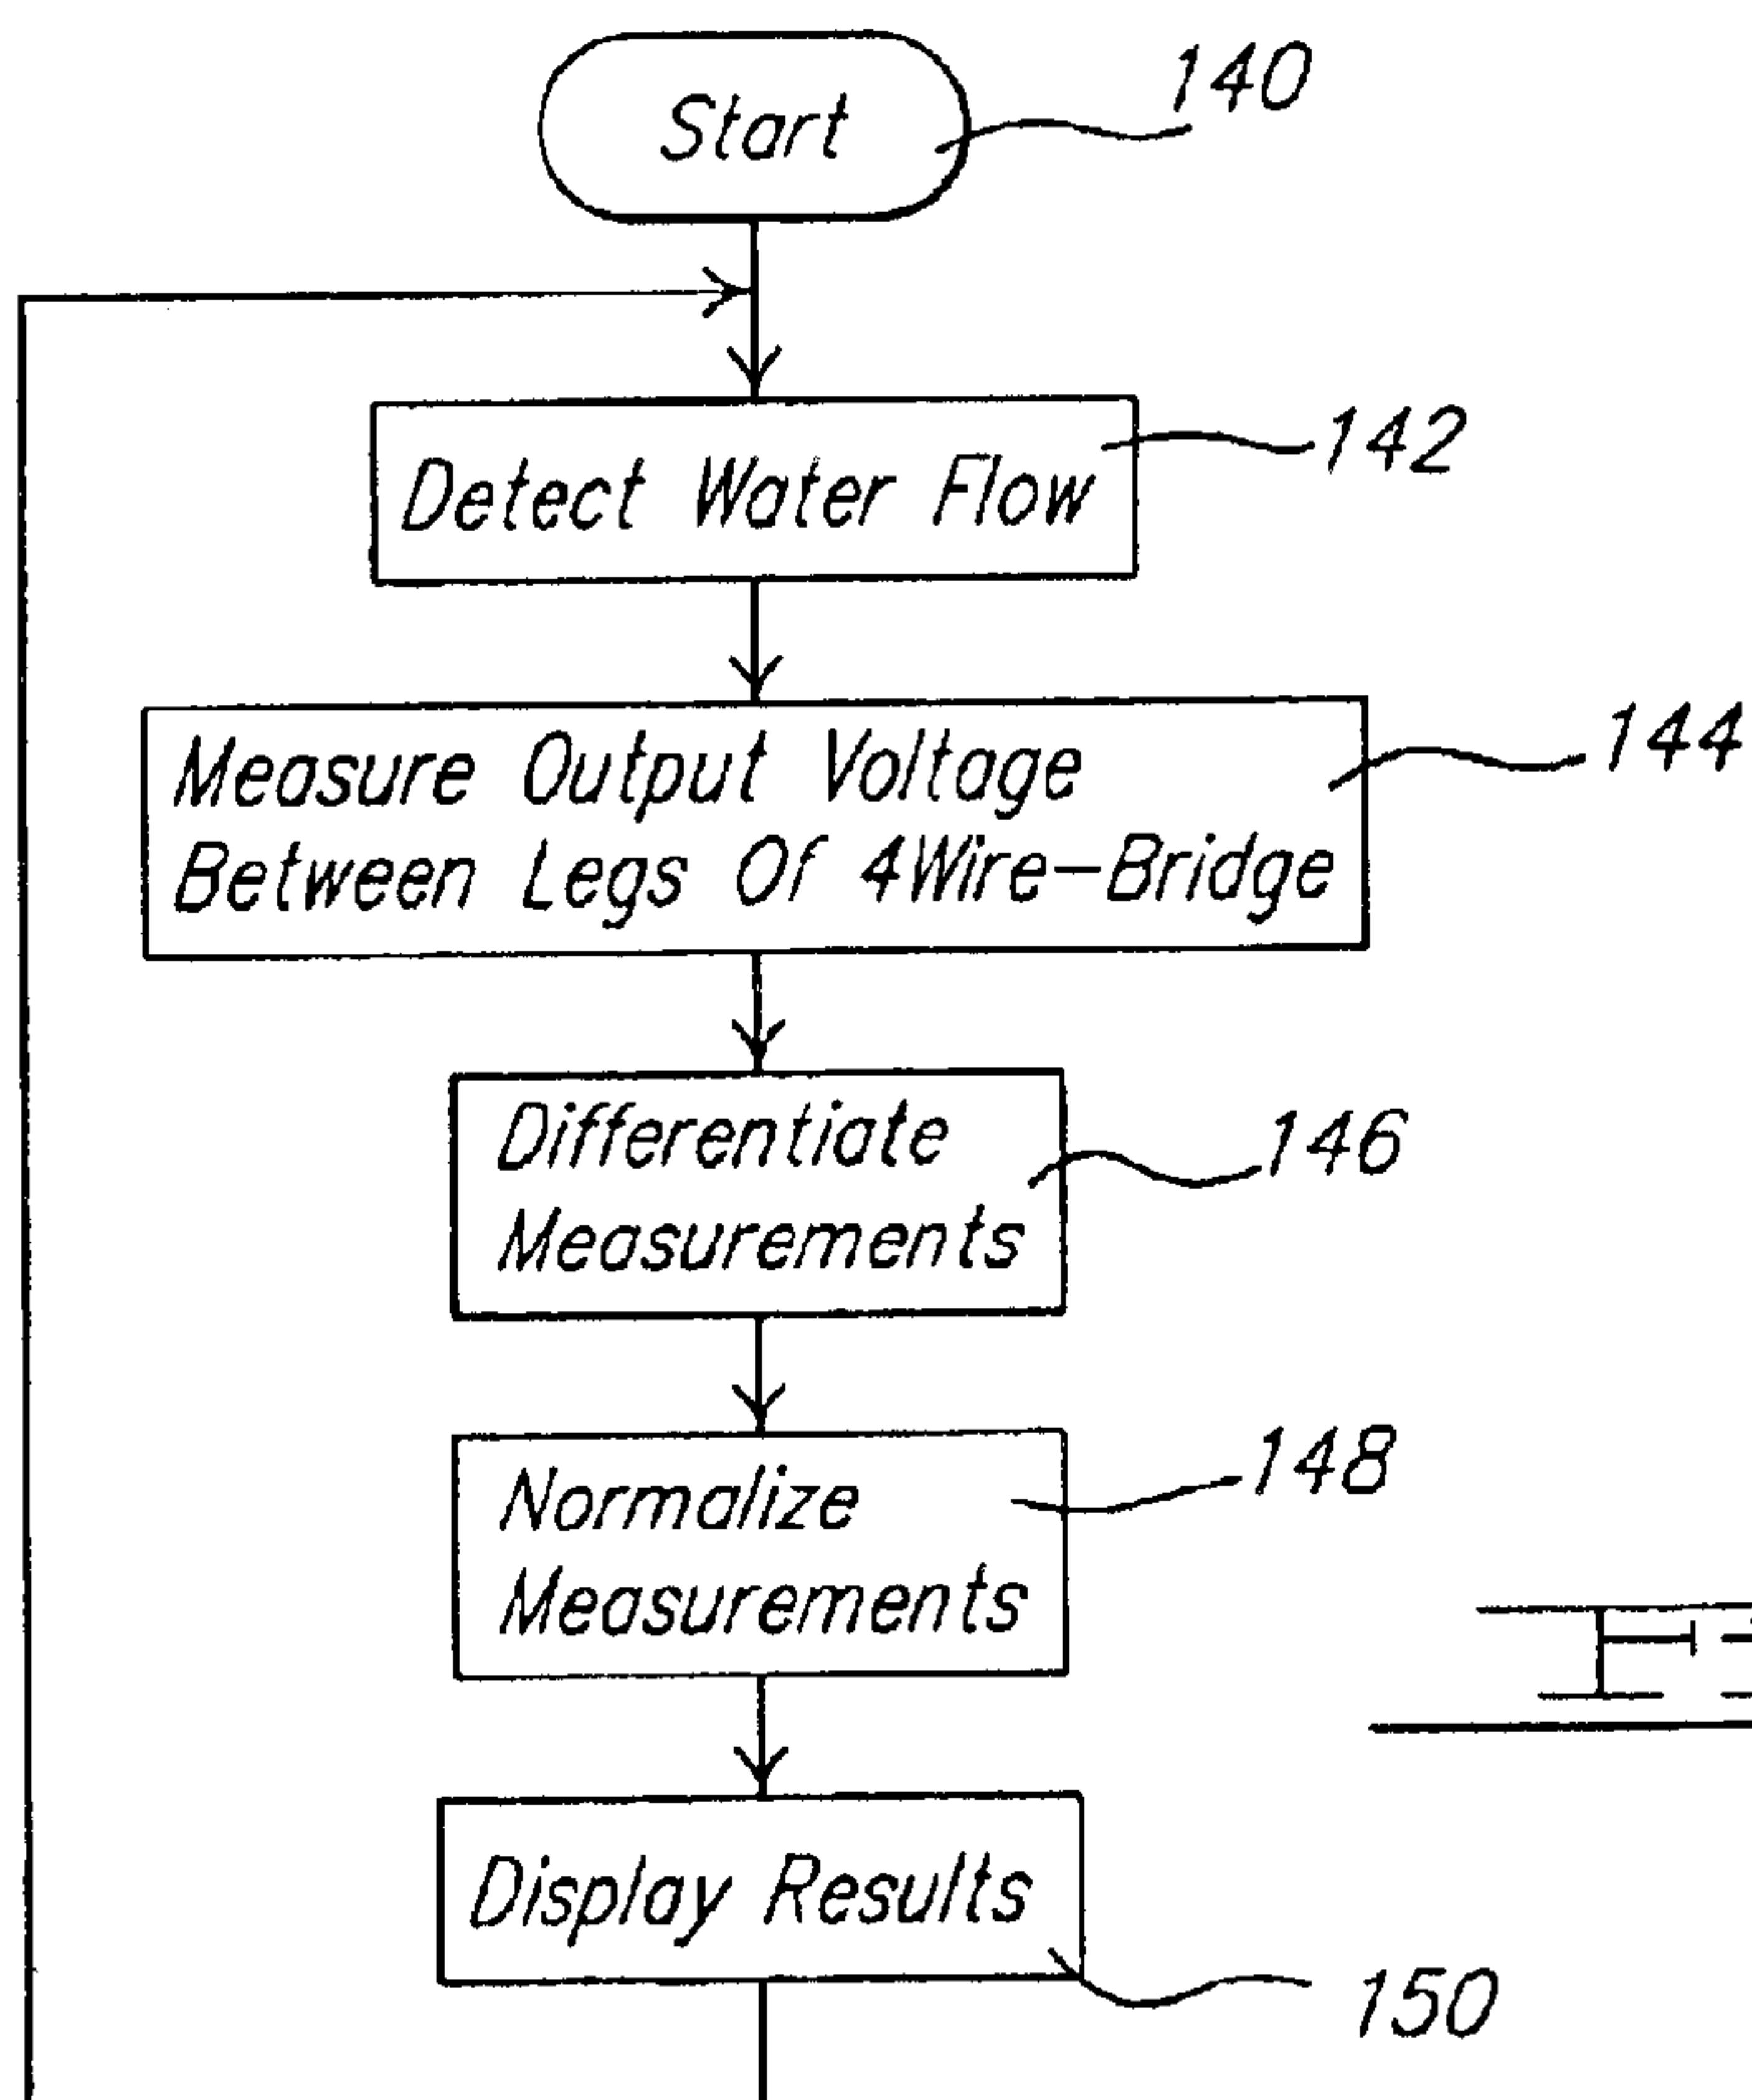 Start
140
Detect Water Flow
142
Measure Output Voltage
144
Between Legs Of 4Wire-Bridge
Differentiate
146
Measurements
Normalize
148
Measurements
Display Results
150